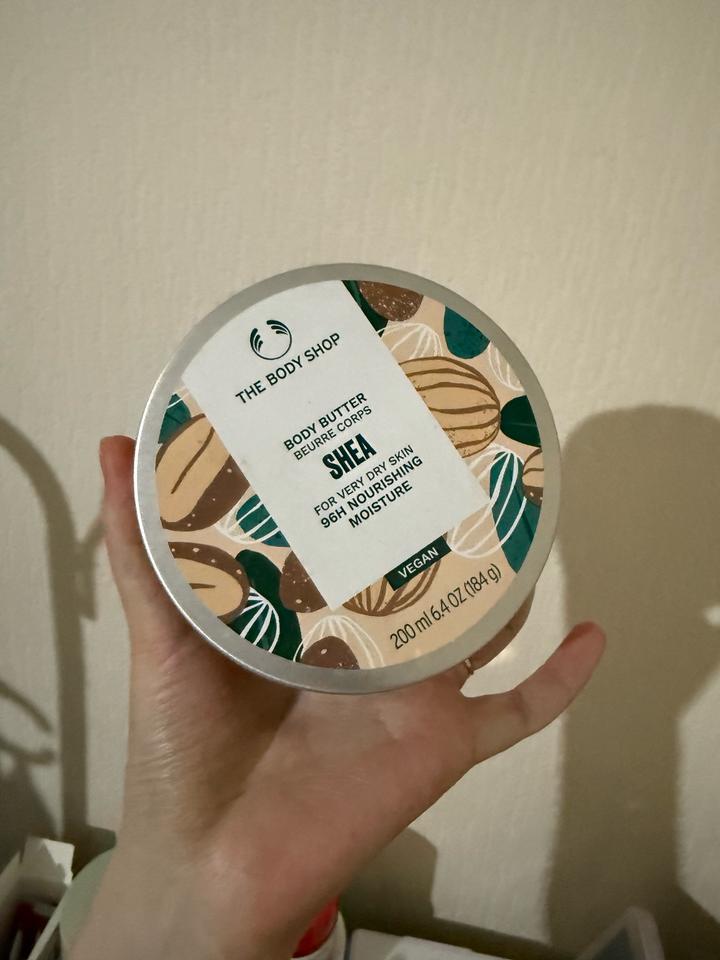 THE BODY SHOP
BODY BUTTER
BEURRE CORPS
SHEA
FOR VERY DRY SKIN
96H NOURISHING
MOISTURE
VEGAN
200 ml 6.4 OZ (184 g)